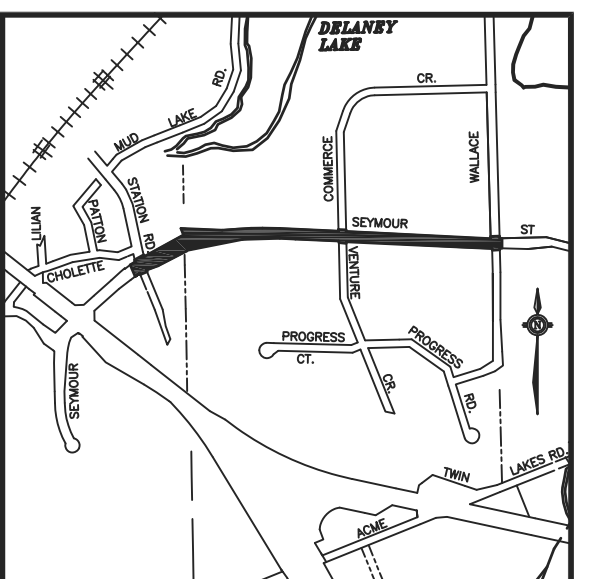 DELANEY
LAKE
CR.
RD.
LAKE
MUD
COMMERCE
WALLACE
STATION RD.
PATTON
LILIAN
SEYMOUR
ST
CHOLETTE
VENTURE
N
PROGRESS
CT.
PROGRESS
RD.
CR.
SEYMOUR
TWIN
LAKES RD.
ACME